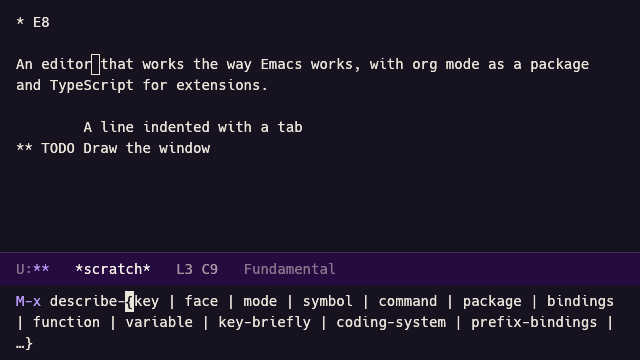 * E8
An editor that works the way Emacs works, with org mode as a package
and TypeScript for extensions.
A line indented with a tab
** TODO Draw the window
U:** *scratch* L3 C9 Fundamental
M-x describe-{key | face | mode | symbol | command | package | bindings
| function | variable | key-briefly | coding-system | prefix-bindings |
…}